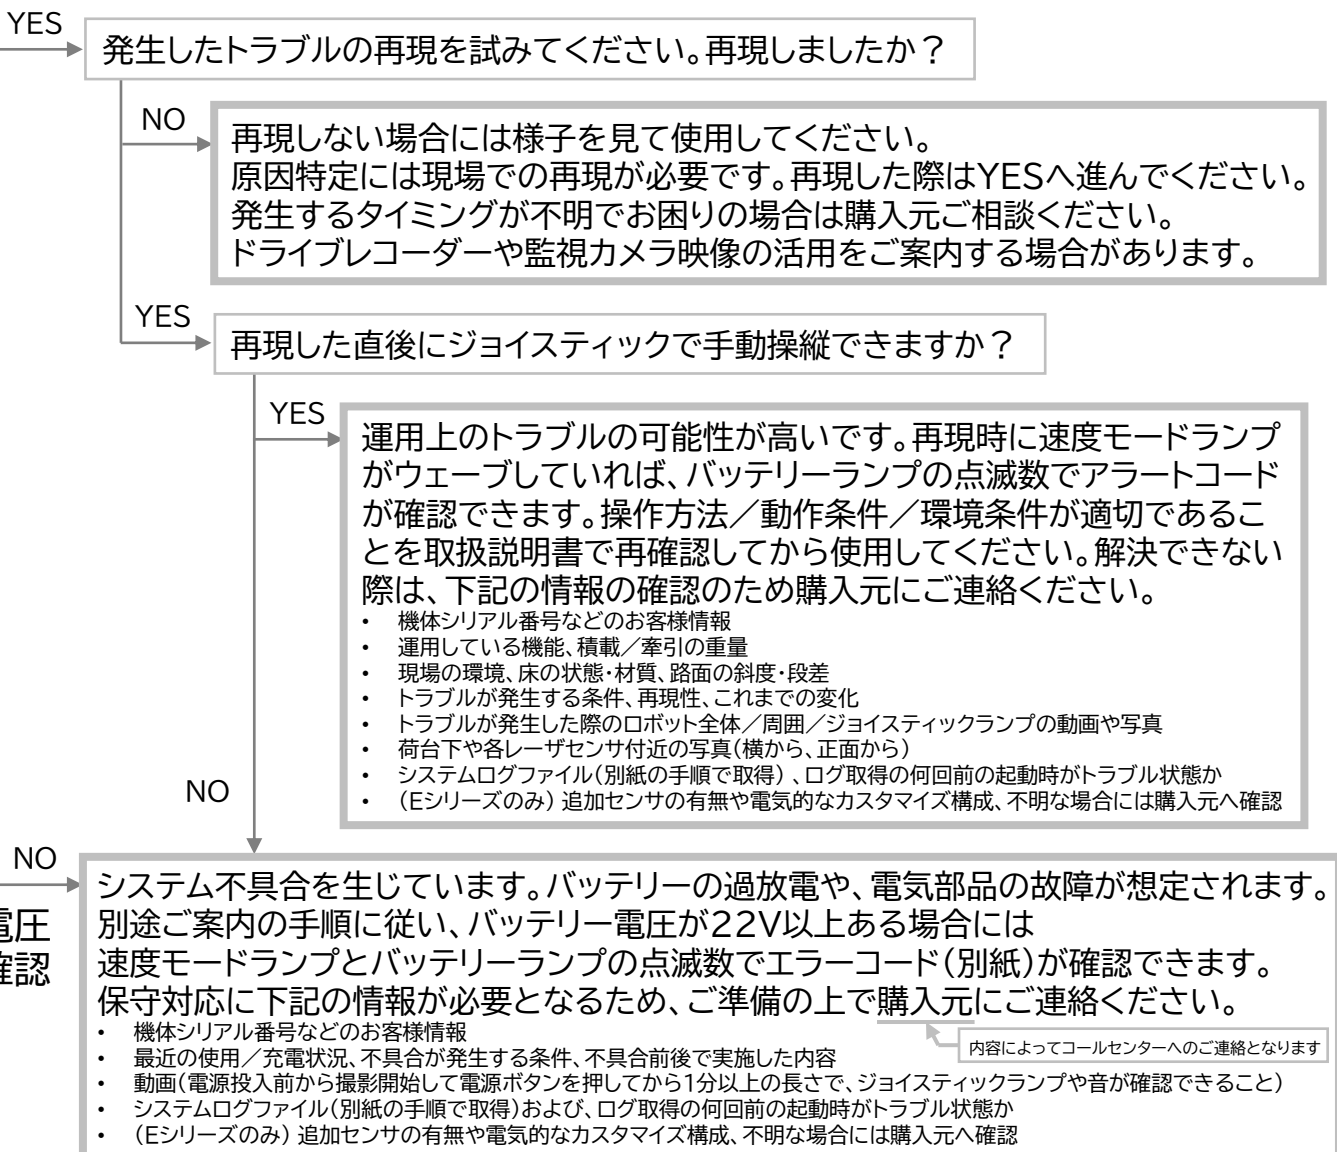 YES
発生したトラブルの再現を試みてください。再現しましたか？
NO
再現しない場合には様子を見て使用してください。
原因特定には現場での再現が必要です。再現した際はYESへ進んでください。
発生するタイミングが不明でお困りの場合は購入元ご相談ください。
ドライブレコーダーや監視カメラ映像の活用をご案内する場合があります。
YES
再現した直後にジョイスティックで手動操縦できますか？
YES
運用上のトラブルの可能性が高いです。再現時に速度モードランプ
がウェーブしていれば、バッテリーランプの点滅数でアラートコード
が確認できます。操作方法／動作条件／環境条件が適切であるこ
とを取扱説明書で再確認してから使用してください。解決できない
際は、下記の情報の確認のため購入元にご連絡ください。
• 機体シリアル番号などのお客様情報
• 運用している機能、積載／牽引の重量
• 現場の環境、床の状態・材質、路面の斜度・段差
• トラブルが発生する条件、再現性、これまでの変化
• トラブルが発生した際のロボット全体／周囲／ジョイスティックランプの動画や写真
• 荷台下や各レーザセンサ付近の写真（横から、正面から）
• システムログファイル（別紙の手順で取得）、ログ取得の何回前の起動時がトラブル状態か
• （Eシリーズのみ）追加センサの有無や電気的なカスタマイズ構成、不明な場合には購入元へ確認
NO
NO
電圧
確認
システム不具合を生じています。バッテリーの過放電や、電気部品の故障が想定されます。
別途ご案内の手順に従い、バッテリー電圧が22V以上ある場合には
速度モードランプとバッテリーランプの点滅数でエラーコード（別紙）が確認できます。
保守対応に下記の情報が必要となるため、ご準備の上で購入元にご連絡ください。
内容によってコールセンターへのご連絡となります
• 機体シリアル番号などのお客様情報
• 最近の使用／充電状況、不具合が発生する条件、不具合前後で実施した内容
• 動画（電源投入前から撮影開始して電源ボタンを押してから1分以上の長さで、ジョイスティックランプや音が確認できること）
• システムログファイル（別紙の手順で取得）および、ログ取得の何回前の起動時がトラブル状態か
• （Eシリーズのみ）追加センサの有無や電気的なカスタマイズ構成、不明な場合には購入元へ確認